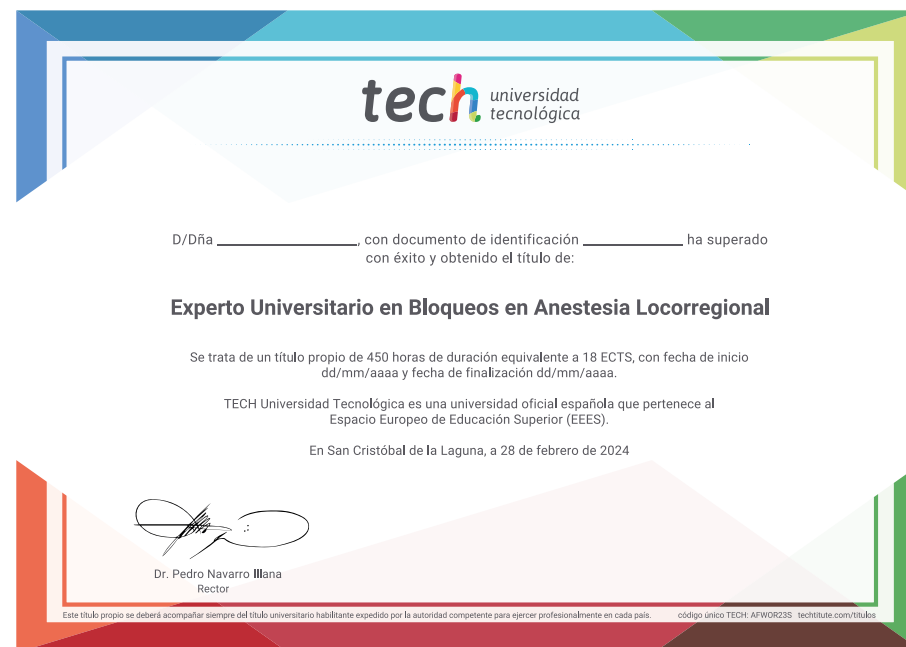 tech universidad
tecnológica
D/Dña ______________, con documento de identificación __________ ha superado
con éxito y obtenido el título de:
Experto Universitario en Bloqueos en Anestesia Locorregional
Se trata de un título propio de 450 horas de duración equivalente a 18 ECTS, con fecha de inicio
dd/mm/aaaa y fecha de finalización dd/mm/aaaa.
TECH Universidad Tecnológica es una universidad oficial española que pertenece al
Espacio Europeo de Educación Superior (EEES).
En San Cristóbal de la Laguna, a 28 de febrero de 2024
Dr. Pedro Navarro Illana
Rector
Este título propio se deberá acompañar siempre del título universitario habilitante expedido por la autoridad competente para ejercer profesionalmente en cada país. código único TECH: AFWOR23S techtitute.com/titulos